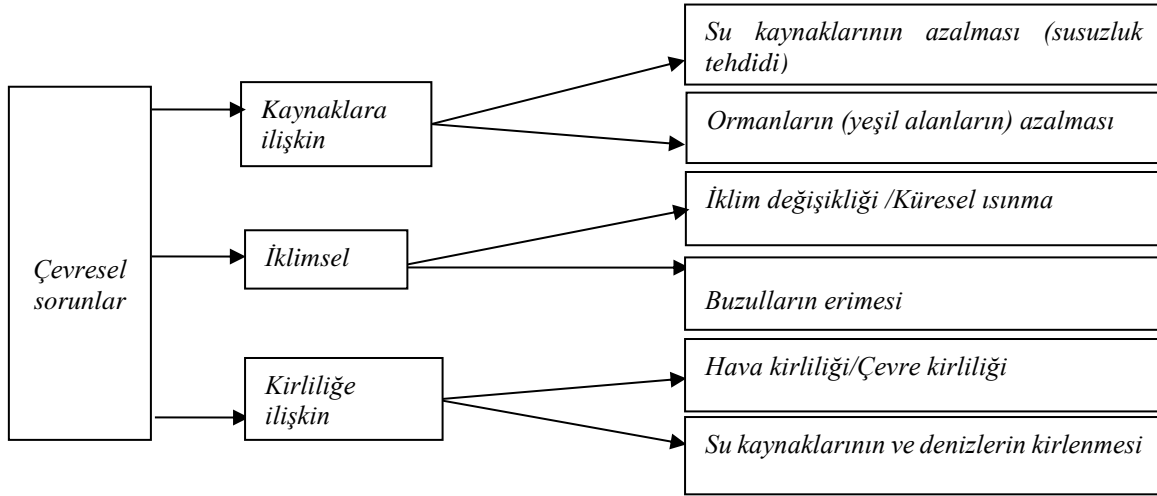 Çevresel
sorunlar
Kaynaklara
ilişkin
Su kaynaklarının azalması (susuzluk
tehdidi)
Ormanların (yeşil alanların) azalması
İklimsel
İklim değişikliği /Küresel ısınma
Buzulların erimesi
Kirliliğe
ilişkin
Hava kirliliği/Çevre kirliliği
Su kaynaklarının ve denizlerin kirlenmesi